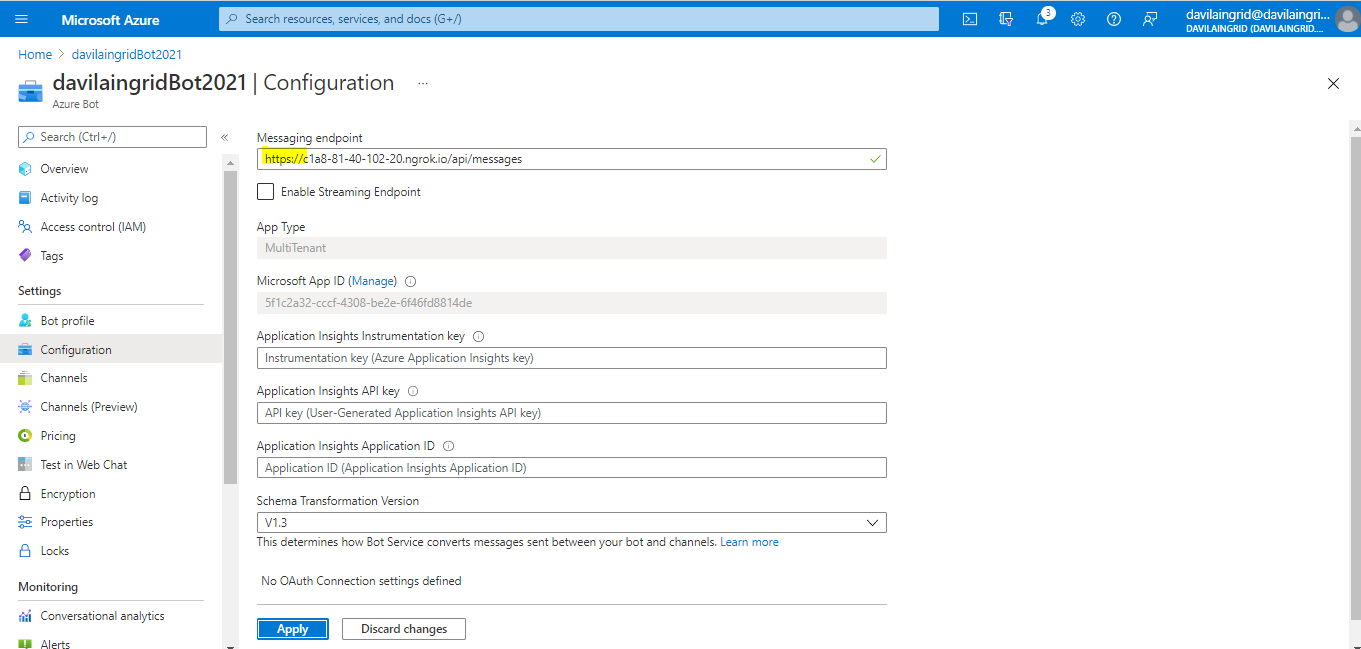 Microsoft Azure
Search resources, services, and docs (G+/)
3
davilaingrid@davilaingri...
DAVILAINGRID (DAVILAINGRID....
Home > davilaingridBot2021
davilaingridBot2021 | Configuration ...
Azure Bot
Search (Ctrl+/)
«
Overview
Activity log
Access control (IAM)
Tags
Settings
Bot profile
Configuration
Channels
Channels (Preview)
Pricing
Test in Web Chat
Encryption
Properties
Locks
Monitoring
Conversational analytics
Alerts
Messaging endpoint
https://c1a8-81-40-102-20.ngrok.io/api/messages
Enable Streaming Endpoint
App Type
MultiTenant
Microsoft App ID (Manage)
5f1c2a32-cccf-4308-be2e-6f46fd8814de
Application Insights Instrumentation key
Instrumentation key (Azure Application Insights key)
Application Insights API key
API key (User-Generated Application Insights API key)
Application Insights Application ID
Application ID (Application Insights Application ID)
Schema Transformation Version
V1.3
This determines how Bot Service converts messages sent between your bot and channels. Learn more
No OAuth Connection settings defined
Apply
Discard changes